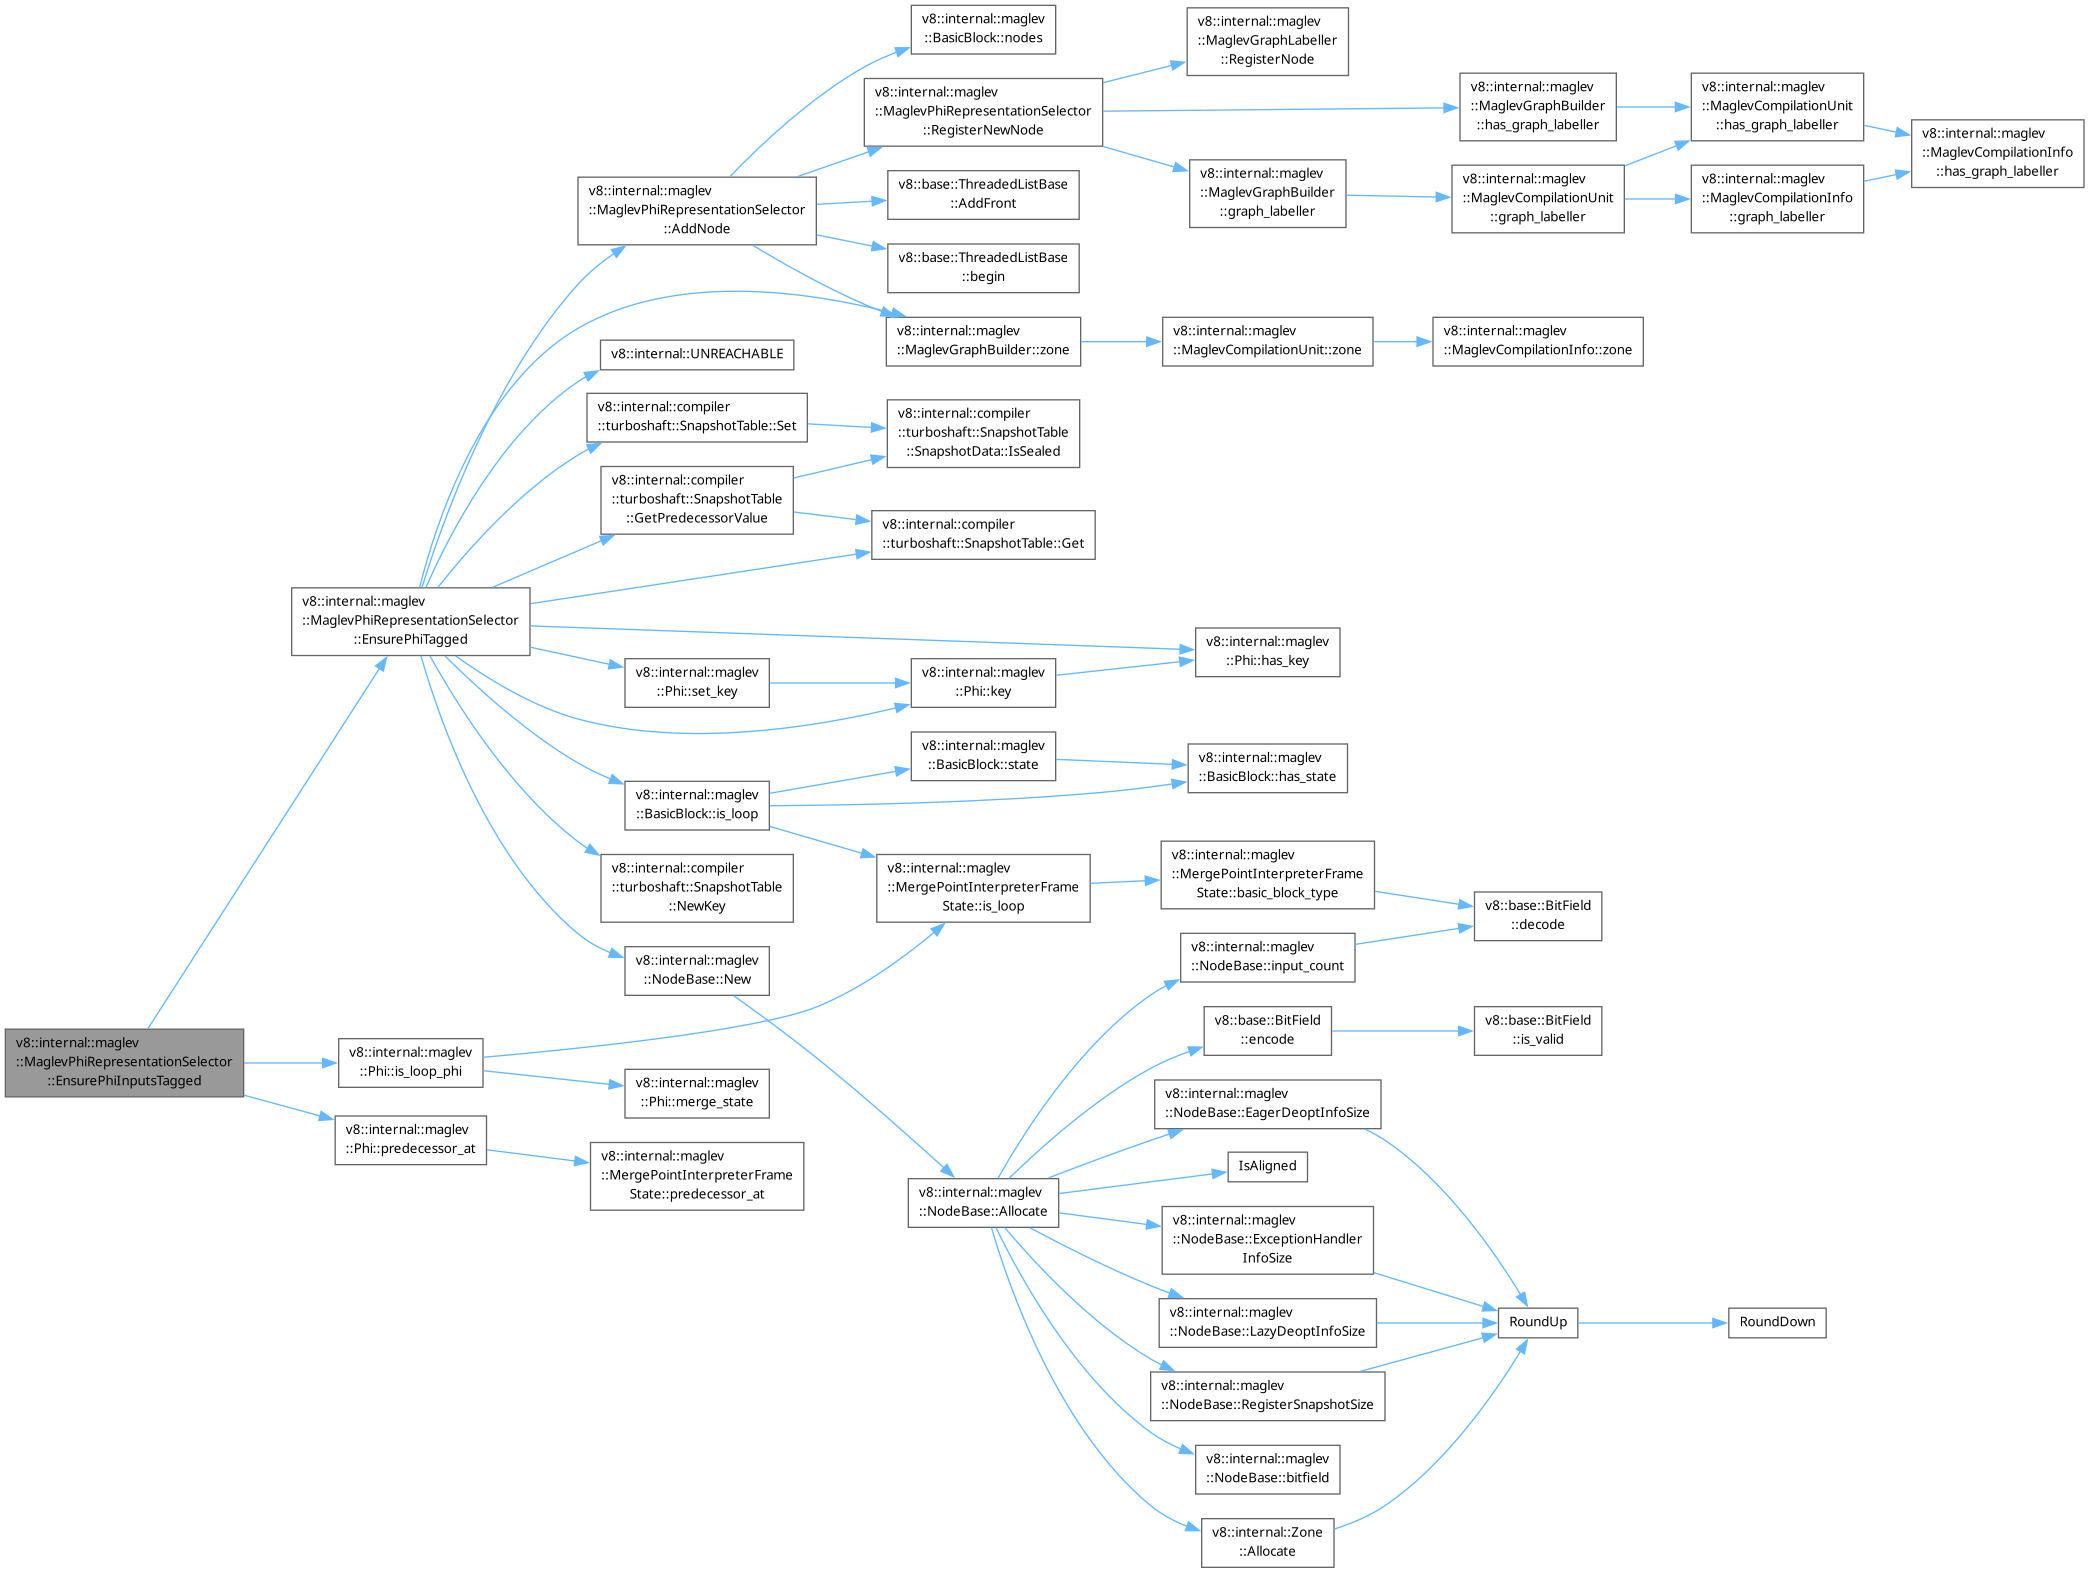 v8::internal::maglev
::BasicBlock::nodes
v8::internal::maglev
::MaglevGraphLabeller
::RegisterNode
v8::internal::maglev
::MaglevPhiRepresentationSelector
::RegisterNewNode
v8::internal::maglev
::MaglevGraphBuilder
::has_graph_labeller
v8::internal::maglev
::MaglevCompilationUnit
::has_graph_labeller
v8::internal::maglev
::MaglevCompilationInfo
::has_graph_labeller
v8::internal::maglev
::MaglevPhiRepresentationSelector
::AddNode
v8::base::ThreadedListBase
::AddFront
v8::internal::maglev
::MaglevGraphBuilder
::graph_labeller
v8::internal::maglev
::MaglevCompilationUnit
::graph_labeller
v8::internal::maglev
::MaglevCompilationInfo
::graph_labeller
v8::base::ThreadedListBase
::begin
v8::internal::maglev
::MaglevGraphBuilder::zone
v8::internal::maglev
::MaglevCompilationUnit::zone
v8::internal::maglev
::MaglevCompilationInfo::zone
v8::internal::UNREACHABLE
v8::internal::compiler
::turboshaft::SnapshotTable::Set
v8::internal::compiler
::turboshaft::SnapshotTable
::SnapshotData::IsSealed
v8::internal::compiler
::turboshaft::SnapshotTable
::GetPredecessorValue
v8::internal::compiler
::turboshaft::SnapshotTable::Get
v8::internal::maglev
::MaglevPhiRepresentationSelector
::EnsurePhiTagged
v8::internal::maglev
::Phi::has_key
v8::internal::maglev
::Phi::set_key
v8::internal::maglev
::Phi::key
v8::internal::maglev
::BasicBlock::state
v8::internal::maglev
::BasicBlock::has_state
v8::internal::maglev
::BasicBlock::is_loop
v8::internal::compiler
::turboshaft::SnapshotTable
::NewKey
v8::internal::maglev
::MergePointInterpreterFrame
State::is_loop
v8::internal::maglev
::MergePointInterpreterFrame
State::basic_block_type
v8::base::BitField
::decode
v8::internal::maglev
::NodeBase::New
v8::internal::maglev
::NodeBase::input_count
v8::internal::maglev
::MaglevPhiRepresentationSelector
::EnsurePhiInputsTagged
v8::internal::maglev
::Phi::is_loop_phi
v8::internal::maglev
::Phi::merge_state
v8::base::BitField
::encode
v8::base::BitField
::is_valid
v8::internal::maglev
::Phi::predecessor_at
v8::internal::maglev
::MergePointInterpreterFrame
State::predecessor_at
v8::internal::maglev
::NodeBase::EagerDeoptInfoSize
IsAligned
v8::internal::maglev
::NodeBase::Allocate
v8::internal::maglev
::NodeBase::ExceptionHandler
InfoSize
v8::internal::maglev
::NodeBase::LazyDeoptInfoSize
RoundUp
RoundDown
v8::internal::maglev
::NodeBase::RegisterSnapshotSize
v8::internal::maglev
::NodeBase::bitfield
v8::internal::Zone
::Allocate